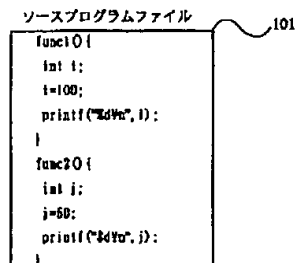 ソースプログラムファイル
101
func1(){
int i;
i=100;
printf("%d¥n",i);
}
func2(){
int j;
j=60;
printf("%d¥n",j);
}